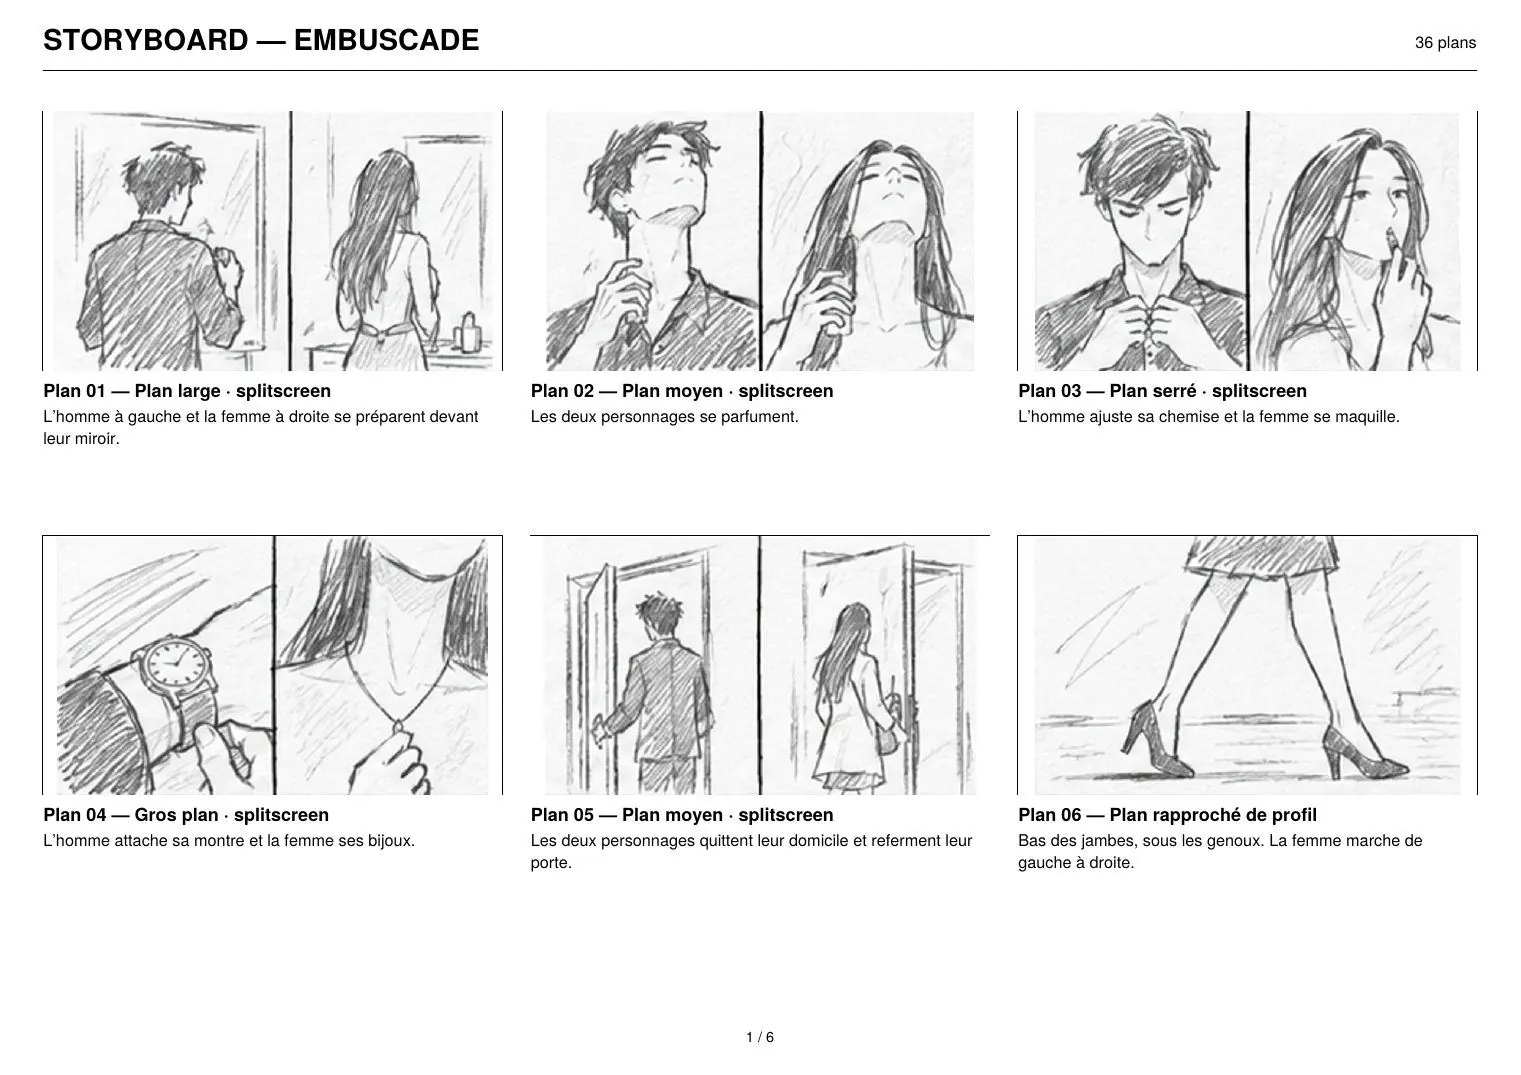 STORYBOARD — EMBUSCADE
36 plans
Plan 01 — Plan large · splitscreen
L’homme à gauche et la femme à droite se préparent devant
leur miroir.
Plan 02 — Plan moyen · splitscreen
Les deux personnages se parfument.
Plan 03 — Plan serré · splitscreen
L’homme ajuste sa chemise et la femme se maquille.
Plan 04 — Gros plan · splitscreen
L’homme attache sa montre et la femme ses bijoux.
Plan 05 — Plan moyen · splitscreen
Les deux personnages quittent leur domicile et referment leur
porte.
Plan 06 — Plan rapproché de profil
Bas des jambes, sous les genoux. La femme marche de
gauche à droite.
1 / 6